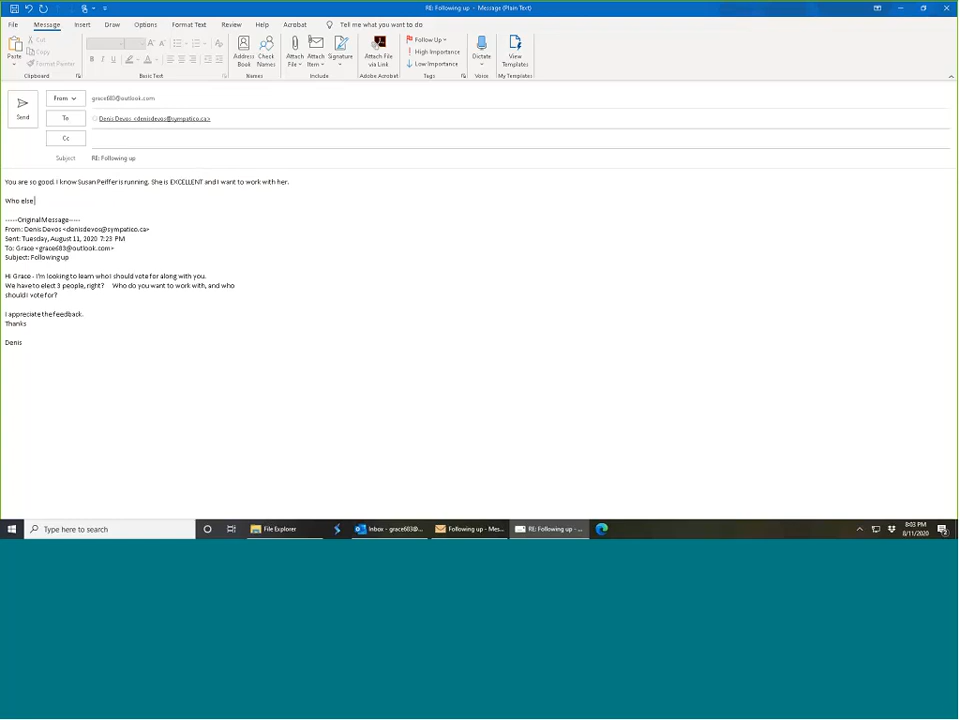 RE: Following up - Message (Plain Text)
File Message Insert Draw Options Format Text Review Help Acrobat Tell me what you want to do
Paste
Cut
Copy
Format Painter
Clipboard
B I U
Basic Text
Address Book
Check Names
Names
Attach File
Attach Item
Signature
Include
Attach File via Link
Adobe Acrobat
Follow Up
High Importance
Low Importance
Tags
Dictate
Voice
View Templates
My Templates
Send
From grace683@outlook.com
To Denis Devos <denisdevos@sympatico.ca>
Cc
Subject RE: Following up
You are so good. I know Susan Perlfer is running. She is EXCELLENT and I want to work with her.
Who else
-----Original Message-----
From: Denis Devos <denisdevos@sympatico.ca>
Sent: Tuesday, August 11, 2020 7:23 PM
To: Grace <grace683@outlook.com>
Subject: Following up
Hi Grace - I'm looking to learn who I should vote for along with you.
We have to elect 3 people, right? Who do you want to work with, and who
should I vote for?
I appreciate the feedback.
Thanks
Denis
Type here to search
File Explorer
Inbox - grace683@...
Following up - Mes...
RE: Following up - ...
8:03 PM
8/11/2020
2